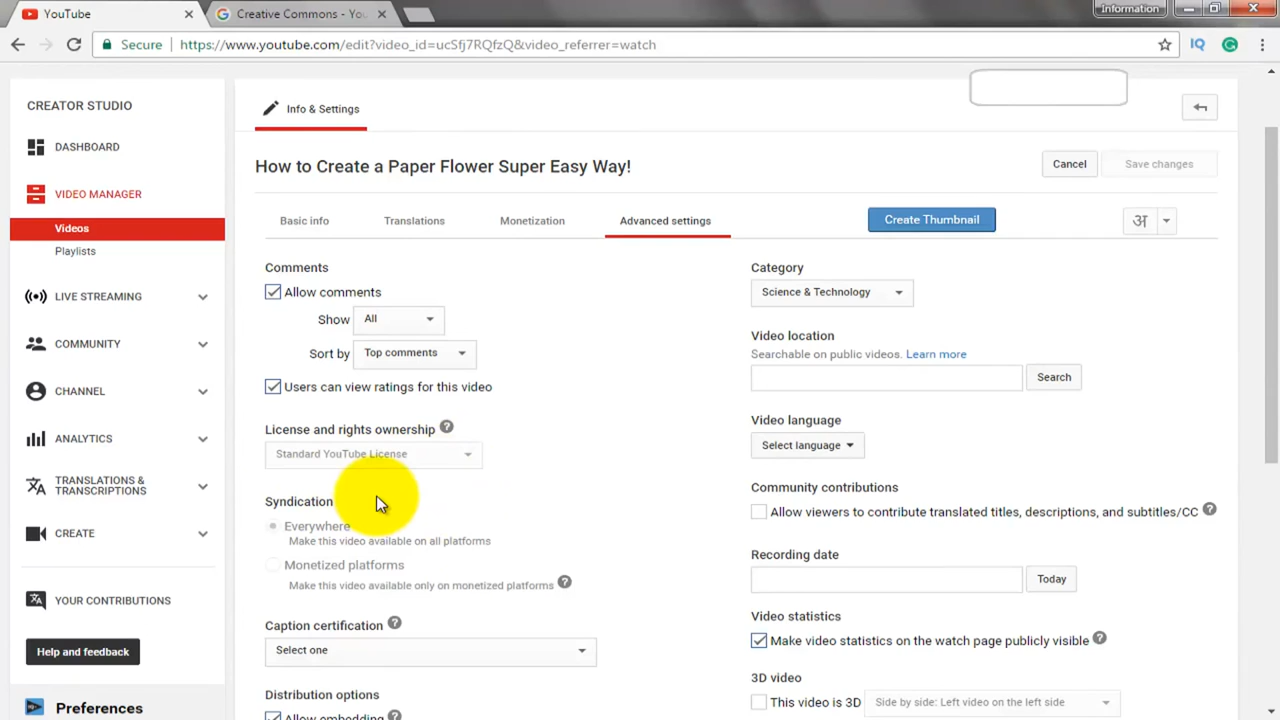 YouTube
Creative Commons - You
Information
Secure
https://www.youtube.com/edit?video_id=ucSfj7RQfzQ&video_referrer=watch
IQ
CREATOR STUDIO
DASHBOARD
VIDEO MANAGER
Videos
Playlists
LIVE STREAMING
COMMUNITY
CHANNEL
ANALYTICS
TRANSLATIONS &
TRANSCRIPTIONS
CREATE
YOUR CONTRIBUTIONS
Help and feedback
Preferences
Info & Settings
How to Create a Paper Flower Super Easy Way!
Cancel
Save changes
Basic info
Translations
Monetization
Advanced settings
Create Thumbnail
अ
Comments
Allow comments
Show All
Sort by Top comments
Users can view ratings for this video
License and rights ownership ?
Standard YouTube License
Syndication
Everywhere
Make this video available on all platforms
Monetized platforms
Make this video available only on monetized platforms ?
Caption certification ?
Select one
Distribution options
Allow embedding ?
Category
Science & Technology
Video location
Searchable on public videos. Learn more
Search
Video language
Select language
Community contributions
Allow viewers to contribute translated titles, descriptions, and subtitles/CC ?
Recording date
Today
Video statistics
Make video statistics on the watch page publicly visible ?
3D video
This video is 3D Side by side: Left video on the left side